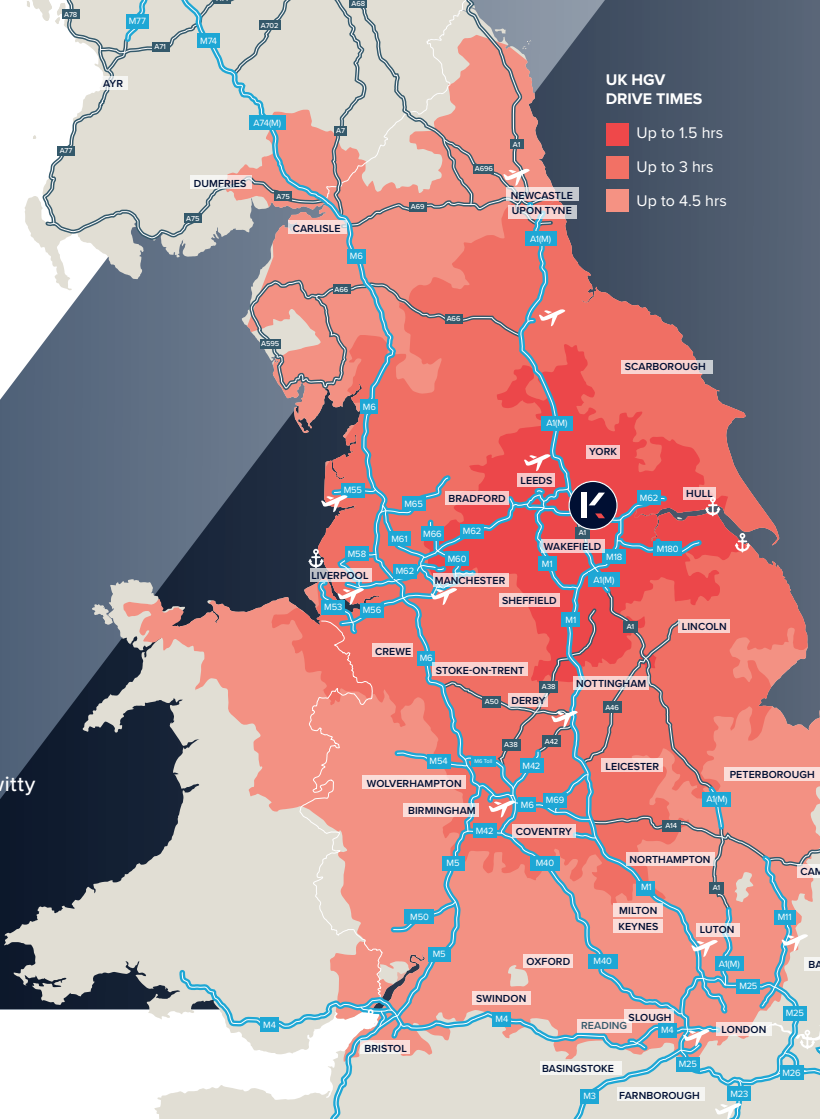 A78
M77
A71
M74
A702
A68
AYR
UK HGV
DRIVE TIMES
A74(M)
A7
A1
Up to 1.5 hrs
A77
A696
Up to 3 hrs
DUMFRIES
A75
NEWCASTLE
UPON TYNE
Up to 4.5 hrs
A75
A69
CARLISLE
A1(M)
M6
A66
A66
A595
SCARBOROUGH
M6
A1(M)
YORK
LEEDS
M55
BRADFORD
M65
K
M62
HULL
M61
M66
M62
A1
WAKEFIELD
M180
M58
M60
M18
M1
LIVERPOOL
M62
MANCHESTER
M60
A1(M)
M53
M56
SHEFFIELD
M1
A1
LINCOLN
CREWE
M6
STOKE-ON-TRENT
A38
NOTTINGHAM
A50
DERBY
A46
A38
A42
M54
M6 Toll
M42
LEICESTER
PETERBOROUGH
WOLVERHAMPTON
vitty
BIRMINGHAM
M6
M69
A1(M)
M42
COVENTRY
A14
M5
M40
NORTHAMPTON
CAM
M1
A1
M50
MILTON
KEYNES
M11
LUTON
M5
OXFORD
M40
A1(M)
BA
M25
SWINDON
M25
M4
M4
READING
SLOUGH
M4
LONDON
BRISTOL
BASINGSTOKE
M25
M26
M3
FARNBOROUGH
M23